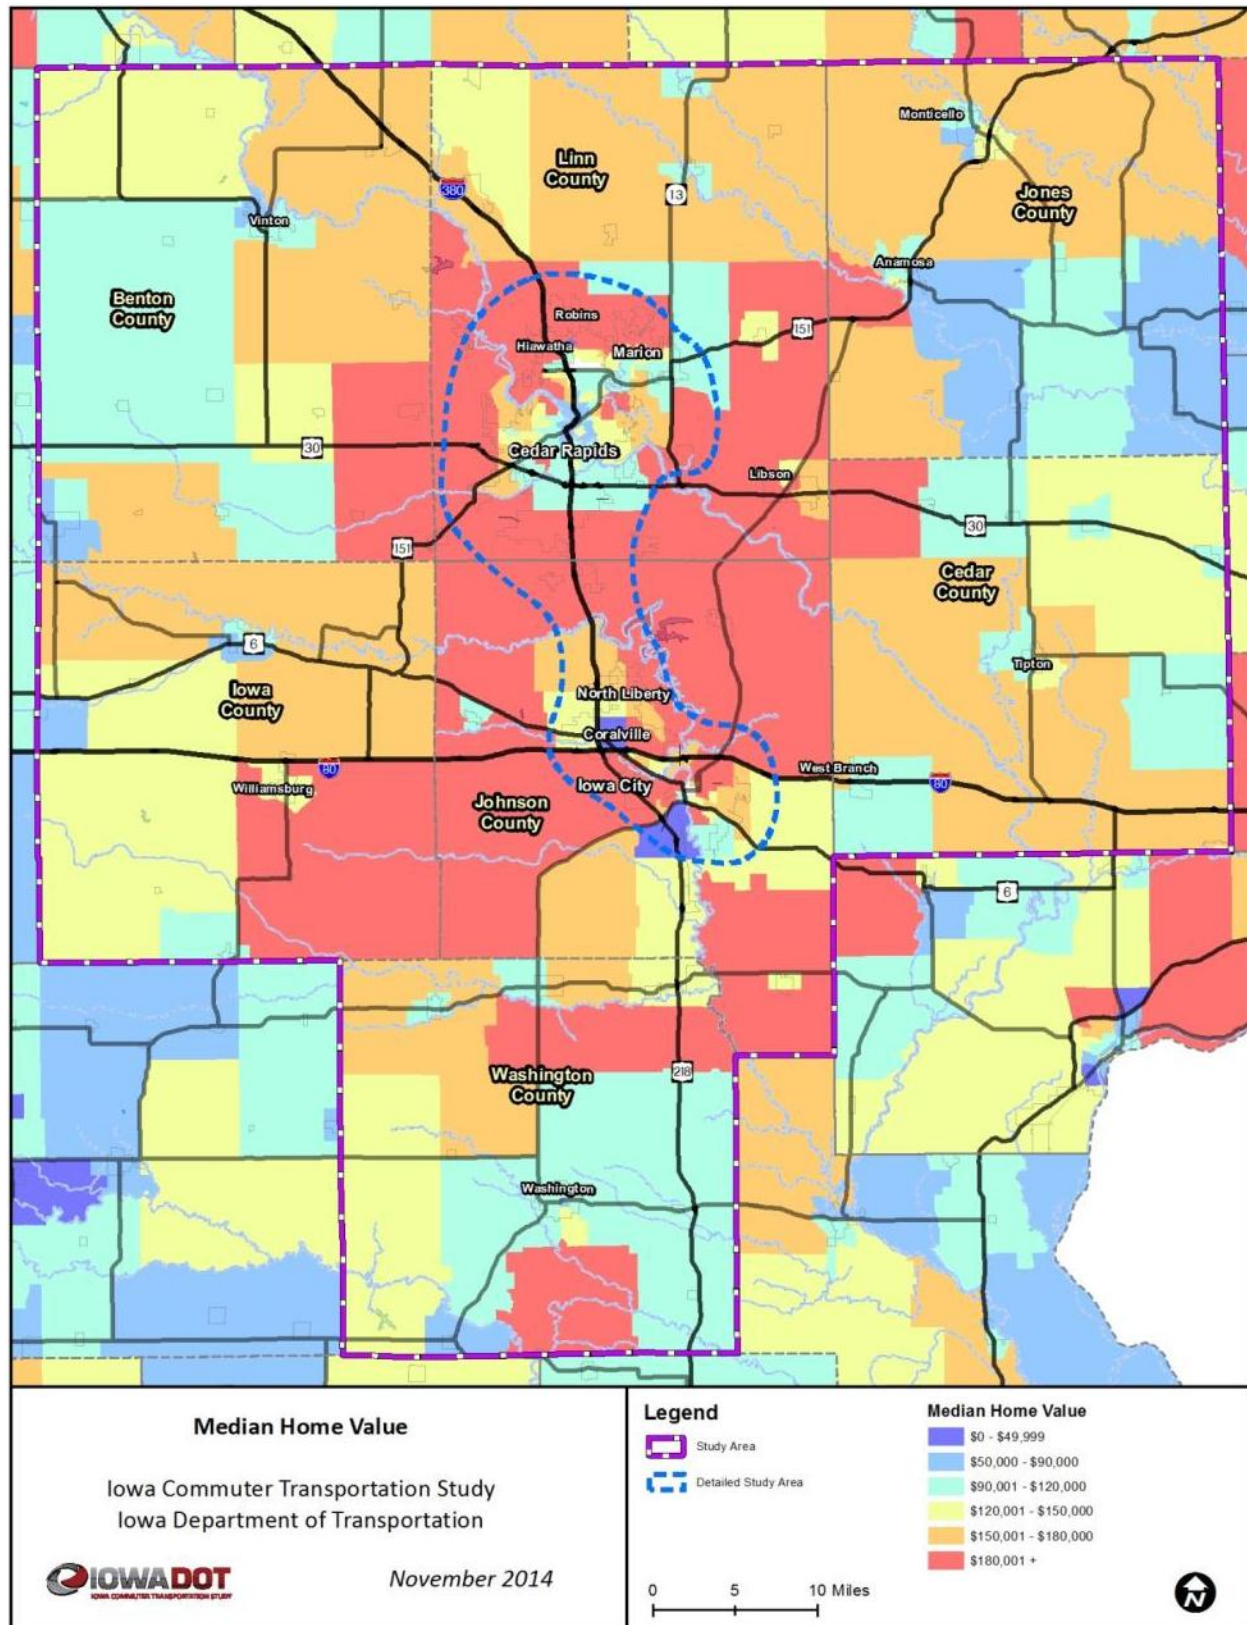 Monticello
Linn
County
380
13
Jones
County
Vinton
Anamosa
Benton
County
Robins
151
Hiawatha
Marion
30
Cedar Rapids
Libson
30
151
Cedar
County
6
Tipton
Iowa
County
North Liberty
Coralville
80
West Branch
Williamsburg
Iowa City
80
Johnson
County
6
218
Washington
County
Washington
Median Home Value
Iowa Commuter Transportation Study
Iowa Department of Transportation
IOWADOT
IOWA COMMUTER TRANSPORTATION STUDY
November 2014
Legend
Study Area
Detailed Study Area
Median Home Value
$0 - $49,999
$50,000 - $90,000
$90,001 - $120,000
$120,001 - $150,000
$150,001 - $180,000
$180,001 +
0 5 10 Miles
N